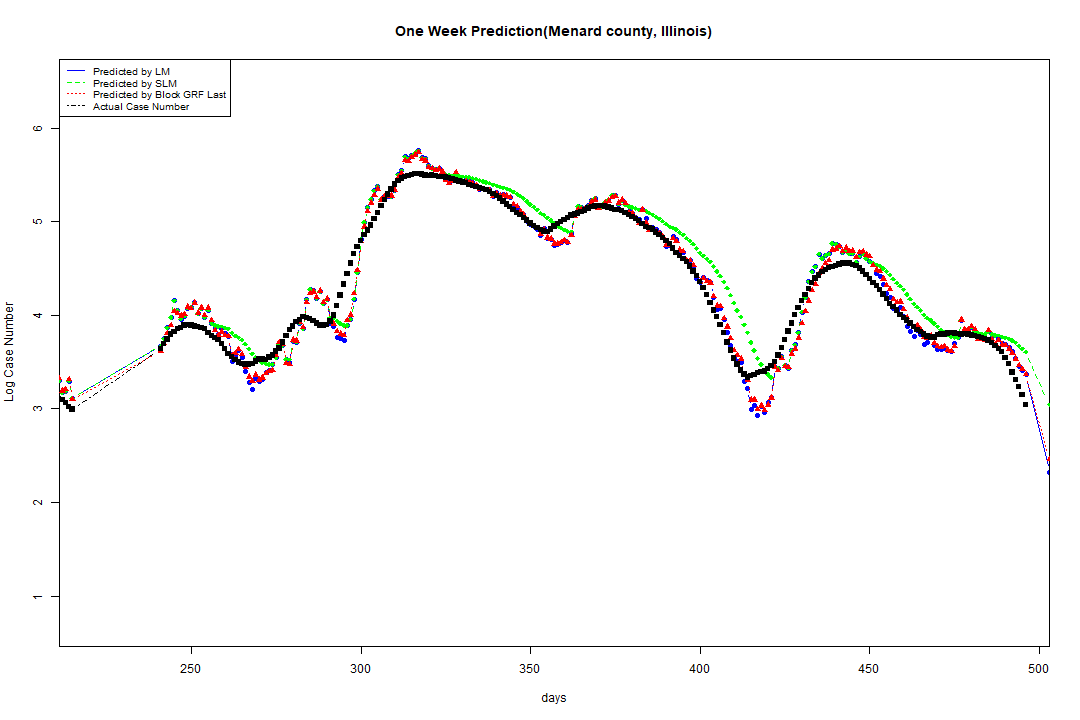 One Week Prediction(Menard county, Illinois)
Predicted by LM
Predicted by SLM
Predicted by Block GRF Last
Actual Case Number
6
5
4
3
2
1
Log Case Number
250 300 350 400 450 500
days